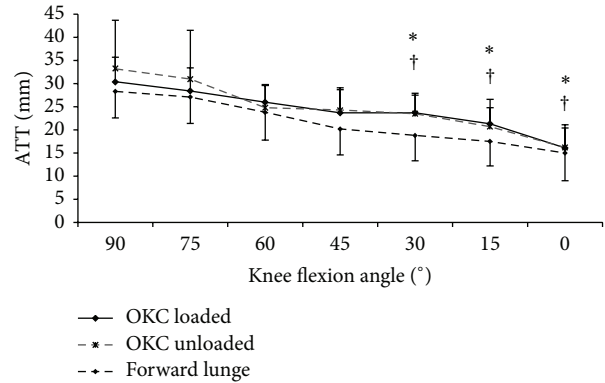 45
40
35
30
25
20
15
10
5
0
ATT (mm)
* * *
† † †
90 75 60 45 30 15 0
Knee flexion angle (°)
OKC loaded
OKC unloaded
Forward lunge